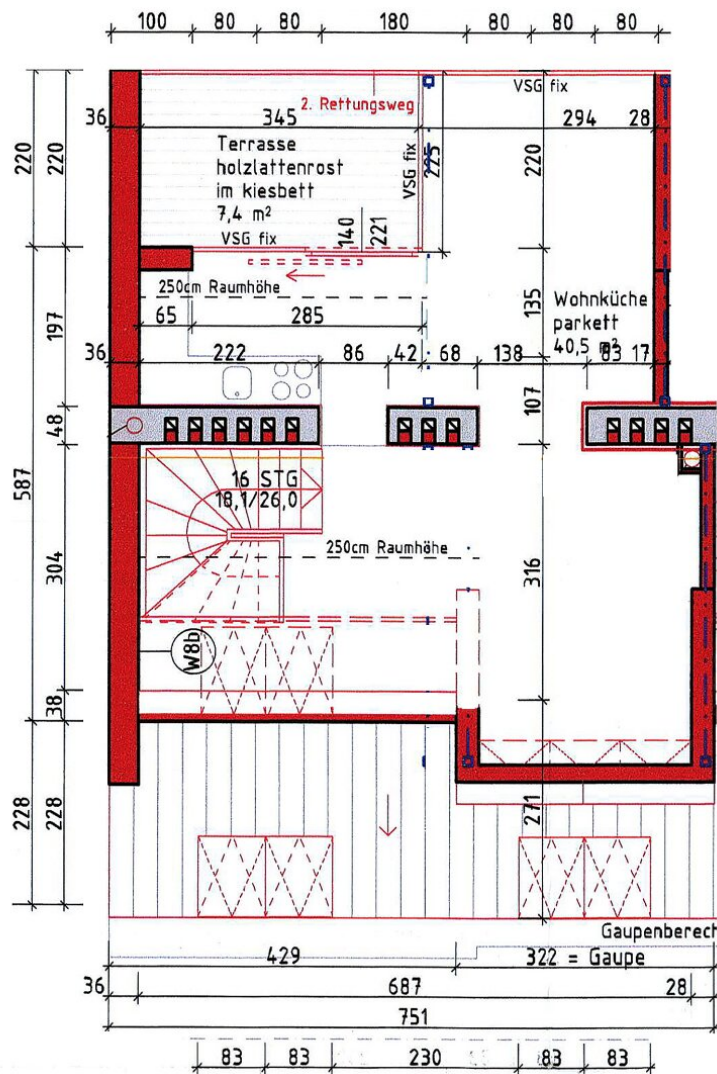 100 80 80 180 80 80 80
VSG fix
2. Rettungsweg
36 345 294 28
220 220
Terrasse
holzlattenrost
im kiesbett
7,4 m²
VSG fix
225
220
VSG fix
140
221
250cm Raumhöhe
135
Wohnküche
parkett
40,5 m²
65 285
197
36 222 86 42 68 138 83 17
107
48
587
16 STG
18,1/26,0
250cm Raumhöhe
304
316
W8b
38
228 228
271
Gaupenberech
429 322 = Gaupe
36 687 28
751
83 83 230 83 83